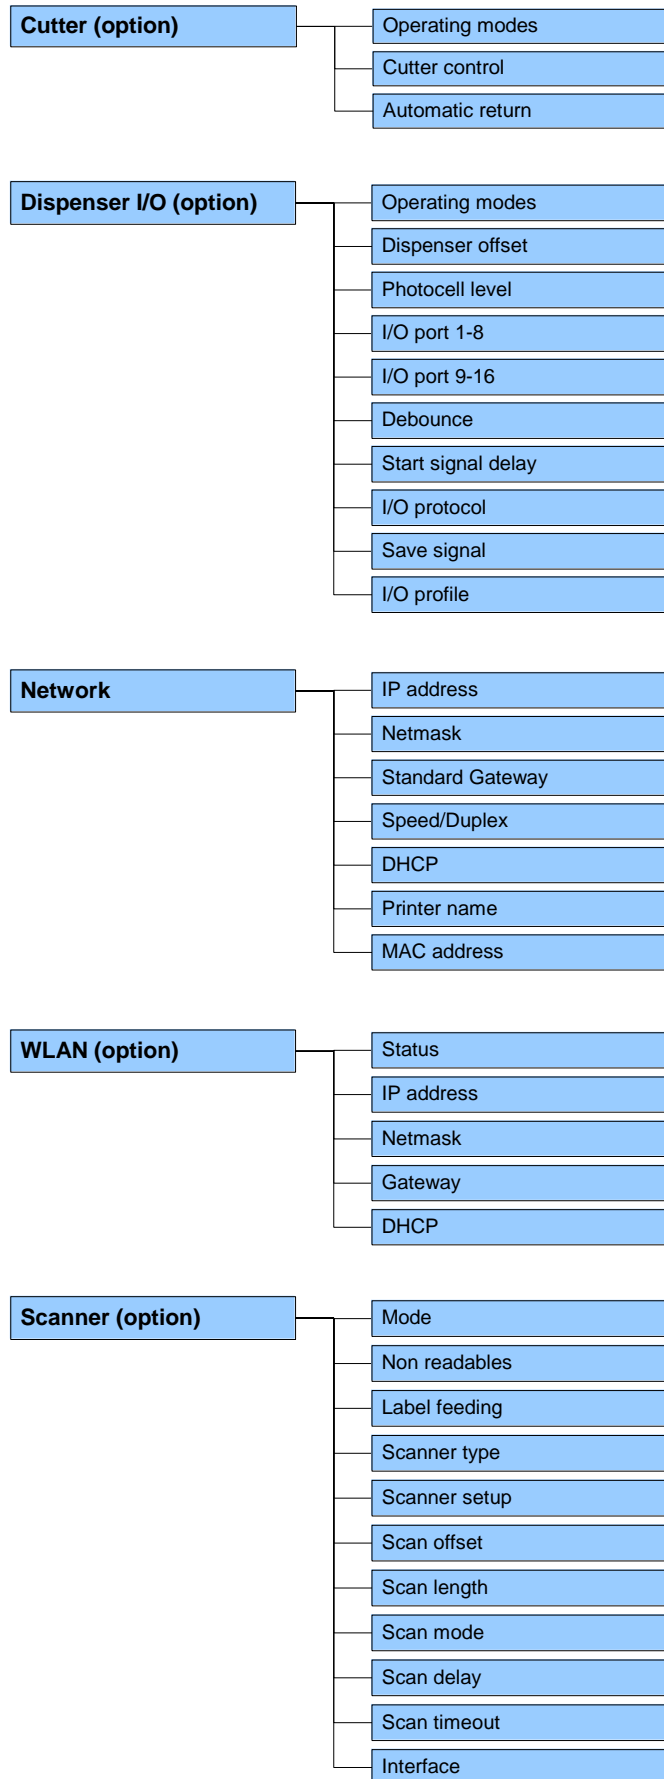 Cutter (option)
Operating modes
Cutter control
Automatic return
Dispenser I/O (option)
Operating modes
Dispenser offset
Photocell level
I/O port 1-8
I/O port 9-16
Debounce
Start signal delay
I/O protocol
Save signal
I/O profile
Network
IP address
Netmask
Standard Gateway
Speed/Duplex
DHCP
Printer name
MAC address
WLAN (option)
Status
IP address
Netmask
Gateway
DHCP
Scanner (option)
Mode
Non readables
Label feeding
Scanner type
Scanner setup
Scan offset
Scan length
Scan mode
Scan delay
Scan timeout
Interface